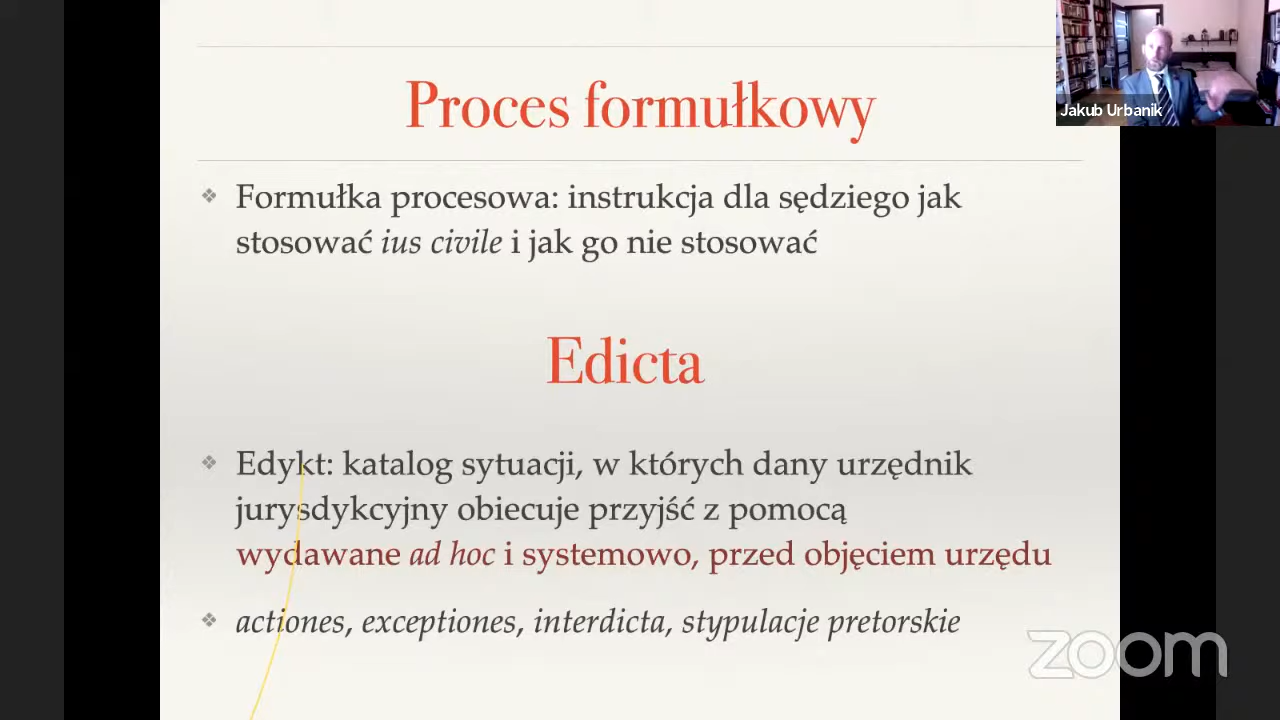 Proces formułkowy
Jakub Urbanik
Formułka procesowa: instrukcja dla sędziego jak
stosować ius civile i jak go nie stosować
Edicta
Edykt: katalog sytuacji, w których dany urzędnik
jurysdykcyjny obiecuje przyjść z pomocą
wydawane ad hoc i systemowo, przed objęciem urzędu
actiones, exceptiones, interdicta, stypulacje pretorskie
zoom